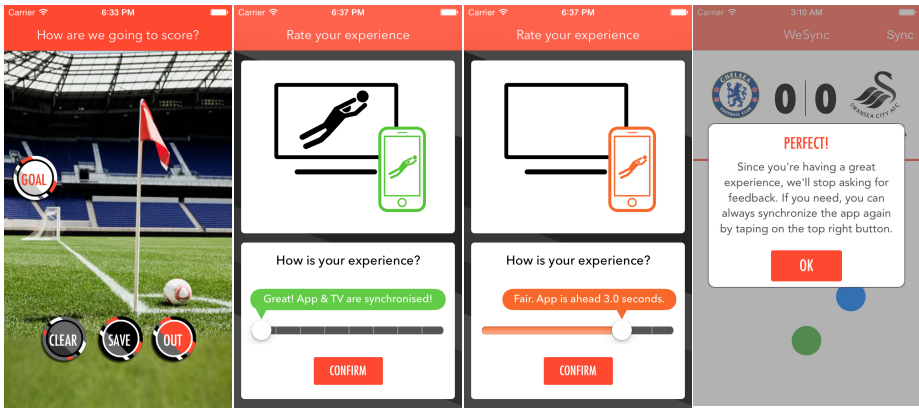 Carrier 6:33 PM
How are we going to score?
GOAL
CLEAR
SAVE
OUT
Carrier 6:37 PM
Rate your experience
How is your experience?
Great! App & TV are synchronised!
CONFIRM
Carrier 6:37 PM
Rate your experience
How is your experience?
Fair. App is ahead 3.0 seconds.
CONFIRM
Carrier 3:10 AM
WeSync
Sync
CHELSEA
FOOTBALL CLUB
0 0
SWANSEA CITY AFC
PERFECT!
Since you're having a great
experience, we'll stop asking for
feedback. If you need, you can
always synchronize the app again
by taping on the top right button.
OK